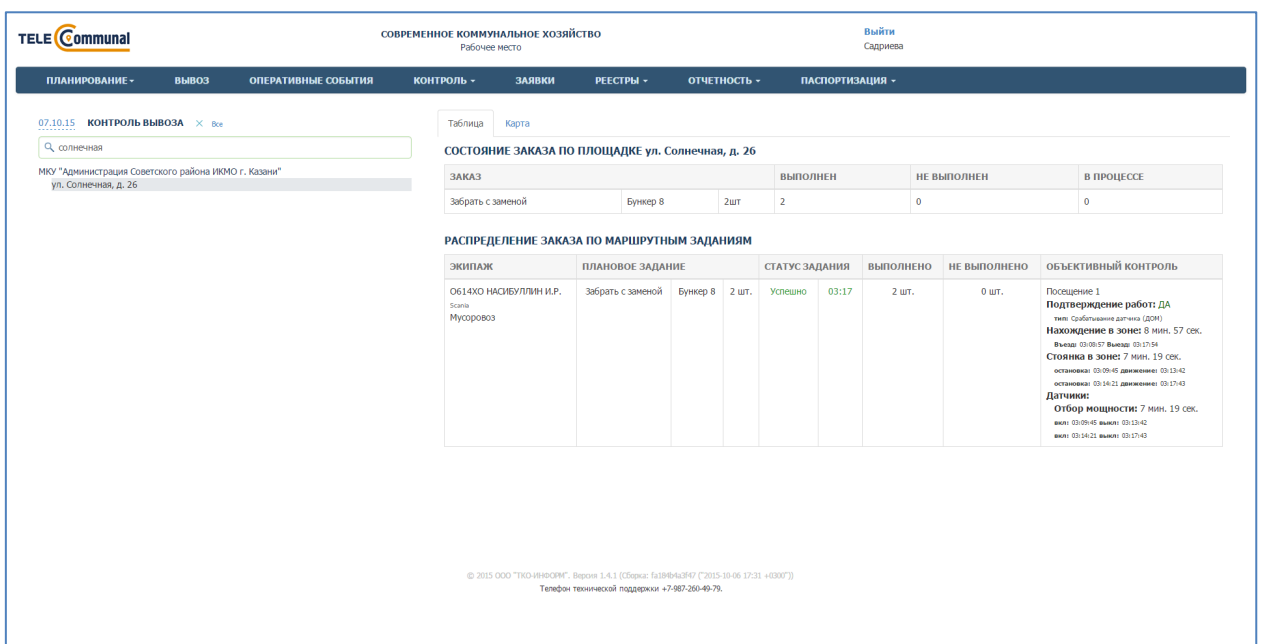 TELE Communal
СОВРЕМЕННОЕ КОММУНАЛЬНОЕ ХОЗЯЙСТВО
Рабочее место
Выйти
Садриева
ПЛАНИРОВАНИЕ ВЫВОЗ ОПЕРАТИВНЫЕ СОБЫТИЯ КОНТРОЛЬ ЗАЯВКИ РЕЕСТРЫ ОТЧЕТНОСТЬ ПАСПОРТИЗАЦИЯ
07.10.15 КОНТРОЛЬ ВЫВОЗА × Все
солнечная
МКУ "Администрация Советского района ИКМО г. Казани"
ул. Солнечная, д. 26
Таблица Карта
СОСТОЯНИЕ ЗАКАЗА ПО ПЛОЩАДКЕ ул. Солнечная, д. 26
ЗАКАЗ ВЫПОЛНЕН НЕ ВЫПОЛНЕН В ПРОЦЕССЕ
Забрать с заменой Бункер 8 2шт 2 0 0
РАСПРЕДЕЛЕНИЕ ЗАКАЗА ПО МАРШРУТНЫМ ЗАДАНИЯМ
ЭКИПАЖ ПЛАНОВОЕ ЗАДАНИЕ СТАТУС ЗАДАНИЯ ВЫПОЛНЕНО НЕ ВЫПОЛНЕНО ОБЪЕКТИВНЫЙ КОНТРОЛЬ
О614ХО НАСИБУЛЛИН И.Р. Забрать с заменой Бункер 8 2 шт. Успешно 03:17 2 шт. 0 шт. Посещение 1
Scania
Мусоровоз
Подтверждение работ: ДА
тип: Срабатывание датчика (ДОМ)
Нахождение в зоне: 8 мин. 57 сек.
Въезд: 03:08:57 Выезд: 03:17:54
Стоянка в зоне: 7 мин. 19 сек.
остановка: 03:09:45 движение: 03:13:42
остановка: 03:14:21 движение: 03:17:43
Датчики:
Отбор мощности: 7 мин. 19 сек.
вкл: 03:09:45 выкл: 03:13:42
вкл: 03:14:21 выкл: 03:17:43
© 2015 ООО "ТКО-ИНФОРМ". Версия 1.4.1 (Сборка: fa184b4a3f47 ("2015-10-06 17:31 +0300"))
Телефон технической поддержки +7-987-260-49-79.